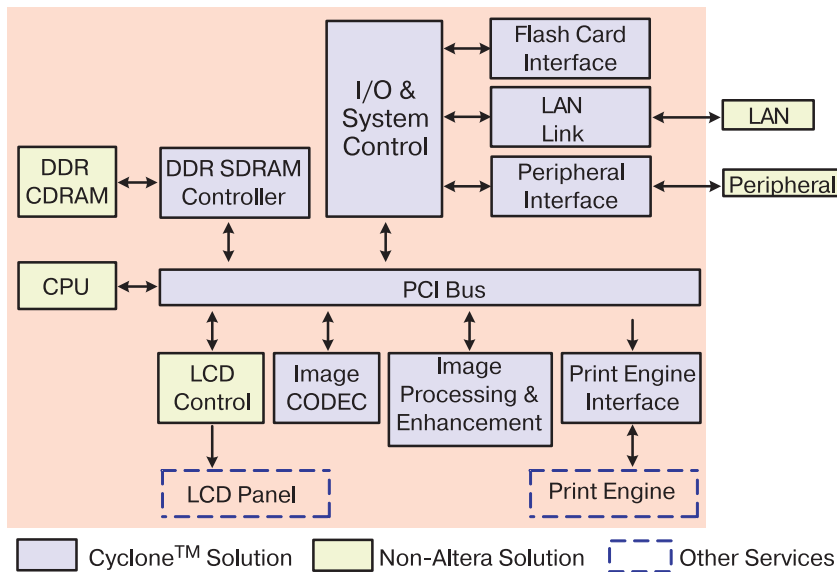 Flash Card
Interface
I/O &
System
Control
LAN
Link
LAN
DDR
CDRAM
DDR SDRAM
Controller
Peripheral
Interface
Peripheral
CPU
PCI Bus
LCD
Control
Image
CODEC
Image
Processing &
Enhancement
Print Engine
Interface
LCD Panel
Print Engine
Cyclone™ Solution
Non-Altera Solution
Other Services